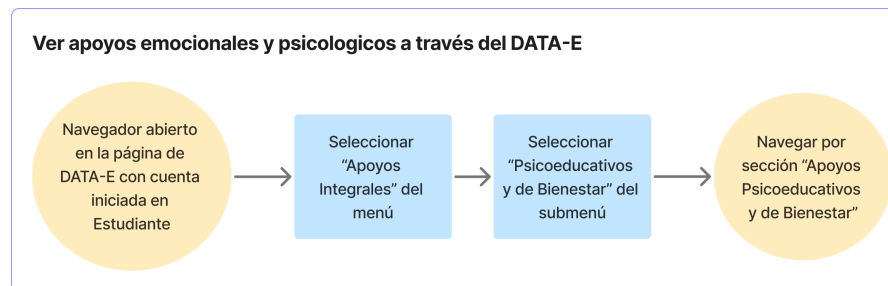 Ver apoyos emocionales y psicologicos a través del DATA-E
Navegador abierto
en la página de
DATA-E con cuenta
iniciada en
Estudiante
Seleccionar
“Apoyos
Integrales” del
menú
Seleccionar
“Psicoeducativos
y de Bienestar” del
submenú
Navegar por
sección “Apoyos
Psicoeducativos
y de Bienestar”